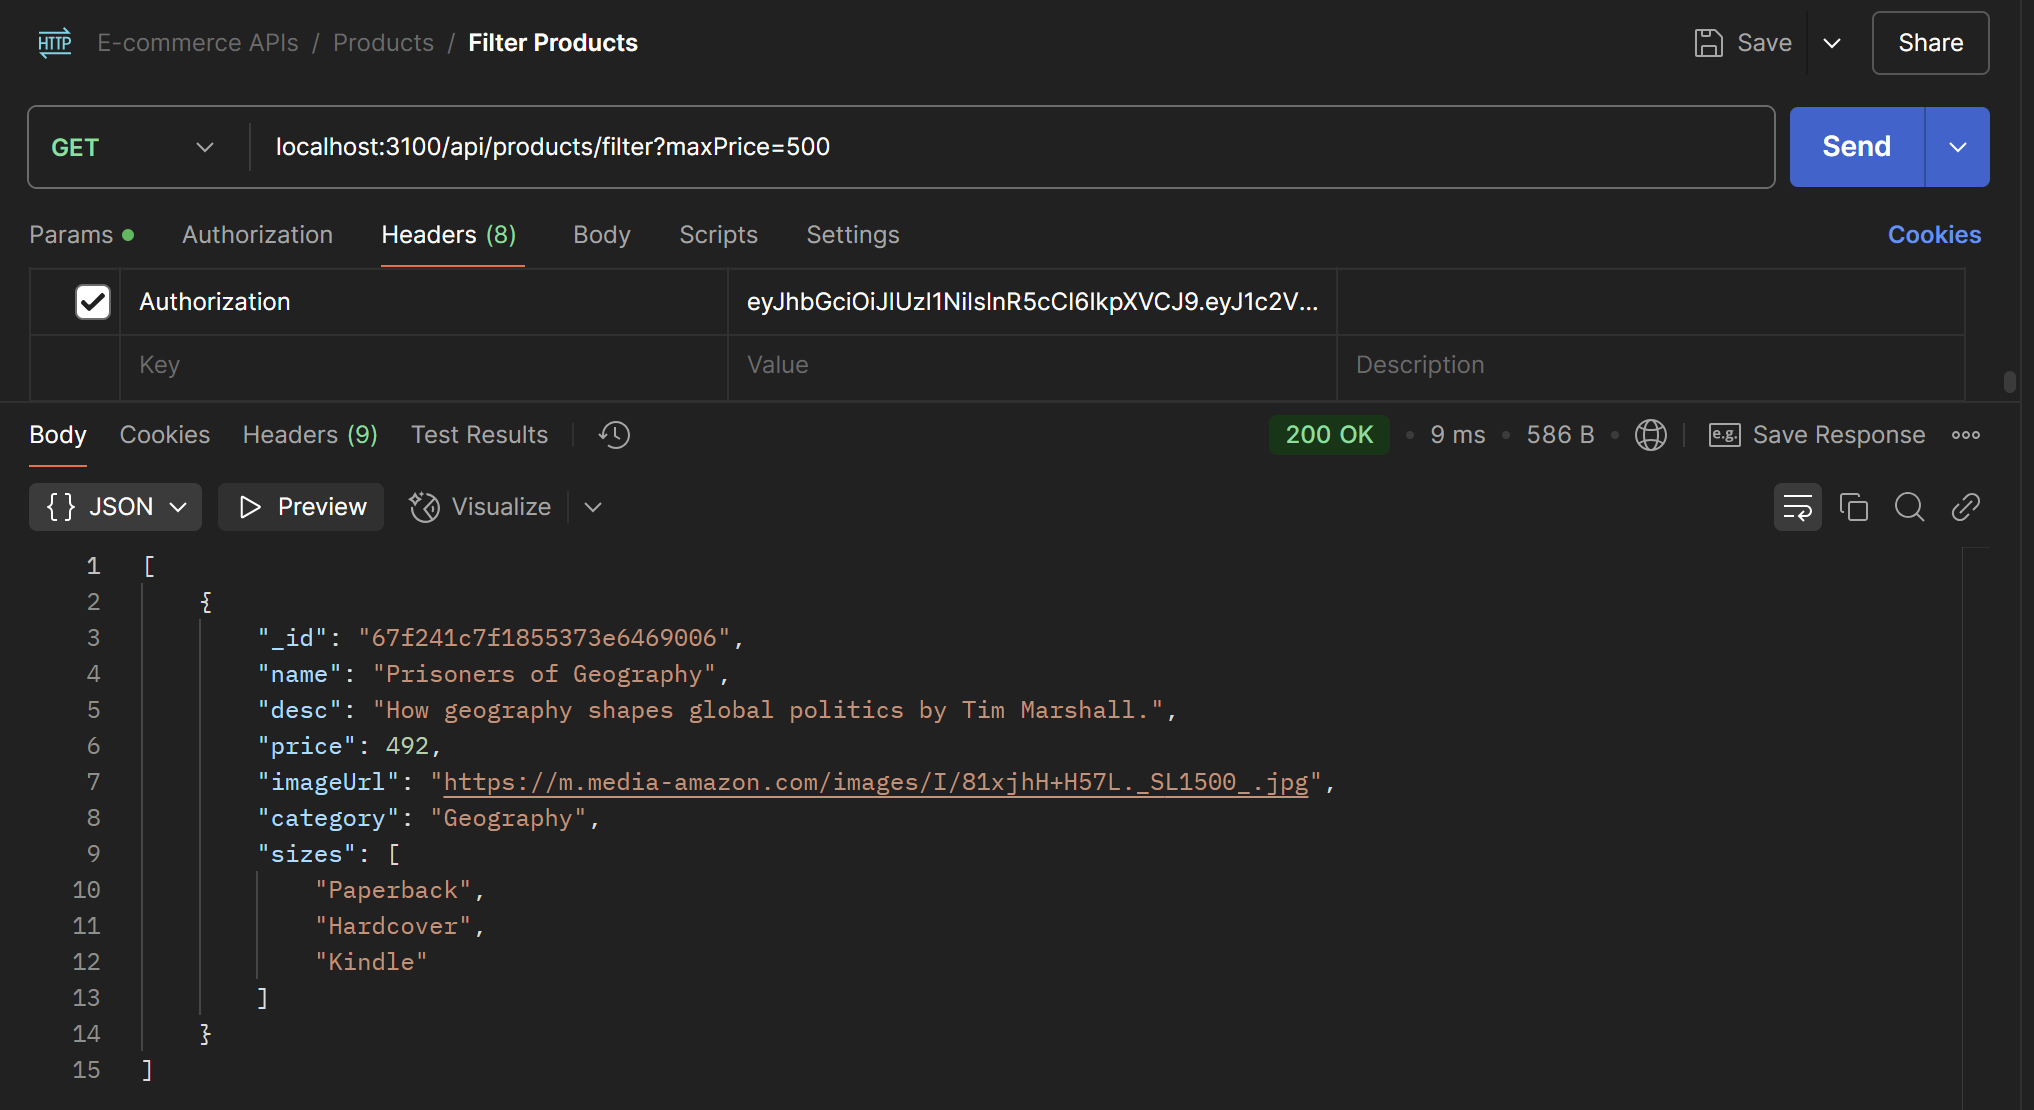 HTTP E-commerce APIs / Products / Filter Products Save Share
GET localhost:3100/api/products/filter?maxPrice=500 Send
Params Authorization Headers (8) Body Scripts Settings Cookies
Authorization eyJhbGciOiJIUzI1NiIsInR5cCI6IkpXVCJ9.eyJ1c2V...
Key Value Description
Body Cookies Headers (9) Test Results 200 OK 9 ms 586 B e.g. Save Response
{} JSON Preview Visualize
1 [
2 {
3 "_id": "67f241c7f1855373e6469006",
4 "name": "Prisoners of Geography",
5 "desc": "How geography shapes global politics by Tim Marshall.",
6 "price": 492,
7 "imageUrl": "https://m.media-amazon.com/images/I/81xjhH+H57L._SL1500_.jpg",
8 "category": "Geography",
9 "sizes": [
10 "Paperback",
11 "Hardcover",
12 "Kindle"
13 ]
14 }
15 ]